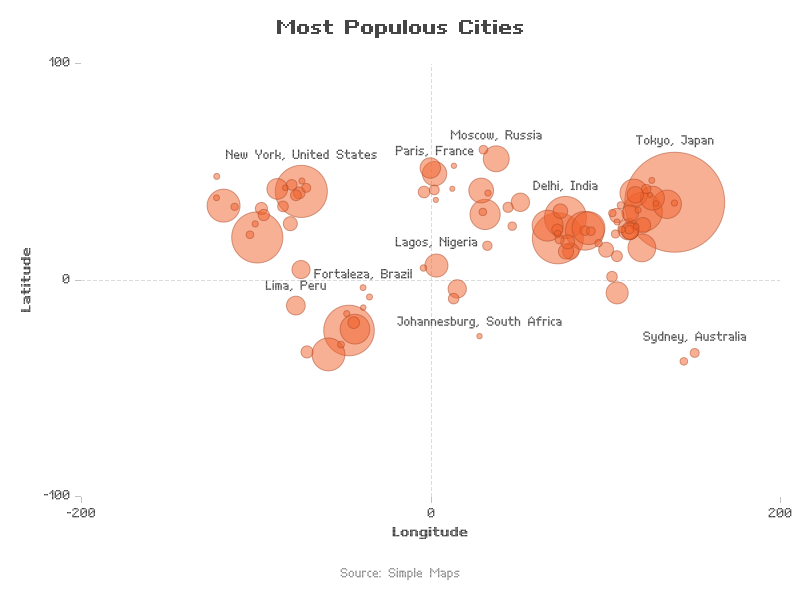 Most Populous Cities
100
Moscow, Russia
Tokyo, Japan
New York, United States
Paris, France
Delhi, India
Lagos, Nigeria
Fortaleza, Brazil
0
Lima, Peru
Johannesburg, South Africa
Sydney, Australia
Latitude
-100
-200
0
200
Longitude
Source: Simple Maps